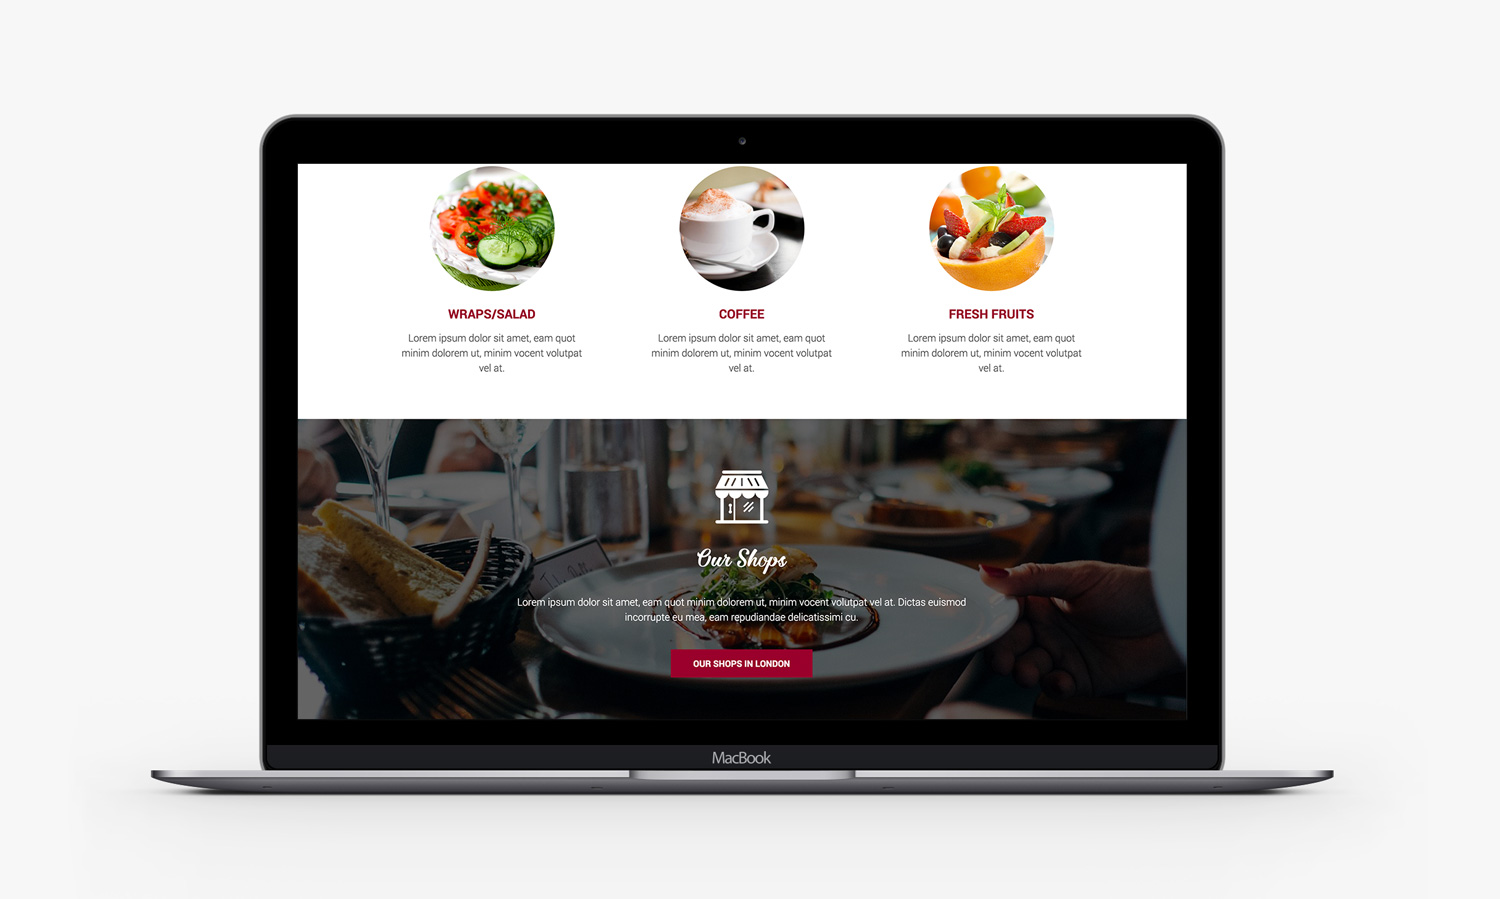 WRAPS/SALAD
Lorem ipsum dolor sit amet, eam quot
minim dolorem ut, minim vocent volutpat
vel at.
COFFEE
Lorem ipsum dolor sit amet, eam quot
minim dolorem ut, minim vocent volutpat
vel at.
FRESH FRUITS
Lorem ipsum dolor sit amet, eam quot
minim dolorem ut, minim vocent volutpat
vel at.
Our Shops
Lorem ipsum dolor sit amet, eam quot minim dolorem ut, minim vocent volutpat vel at. Dictas euismod
incorrupte eu mea, eam repudiandae delicatissimi cu.
OUR SHOPS IN LONDON
MacBook